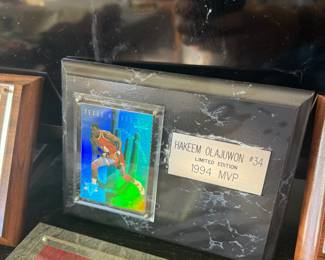 HAKEEM OLAJUWON #34
LIMITED EDITION
1994 MVP